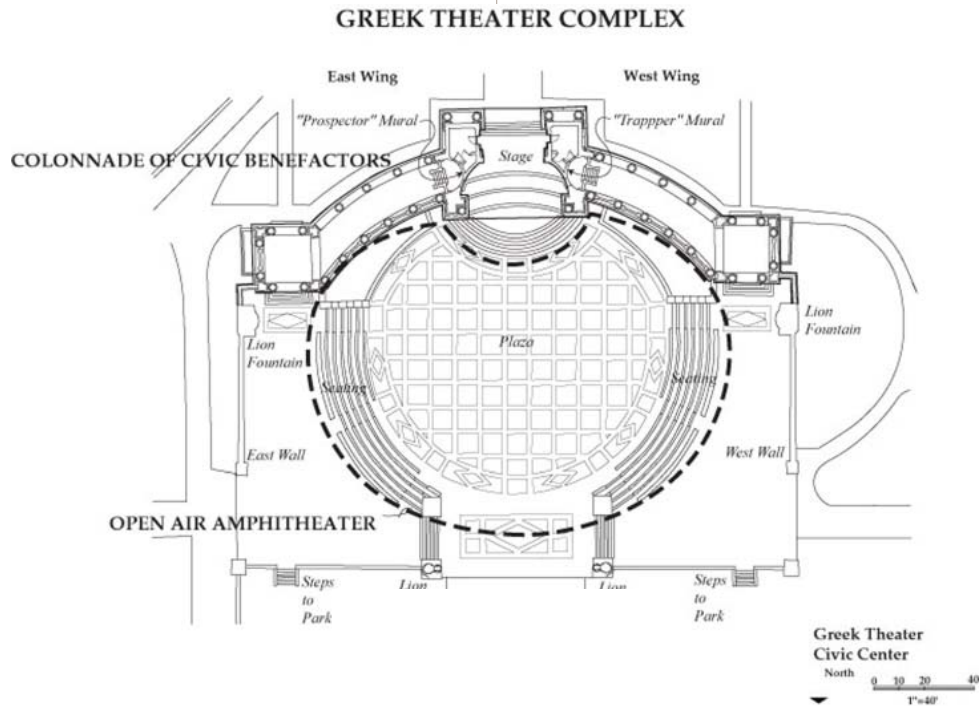 GREEK THEATER COMPLEX
East Wing
West Wing
"Prospector" Mural
"Trappper" Mural
COLONNADE OF CIVIC BENEFACTORS
Stage
Plaza
Lion
Fountain
Lion
Fountain
Seating
Seating
East Wall
West Wall
OPEN AIR AMPHITHEATER
Steps
to
Park
Lion
Lion
Steps
to
Park
Greek Theater
Civic Center
North
0 10 20 40
1"=40'